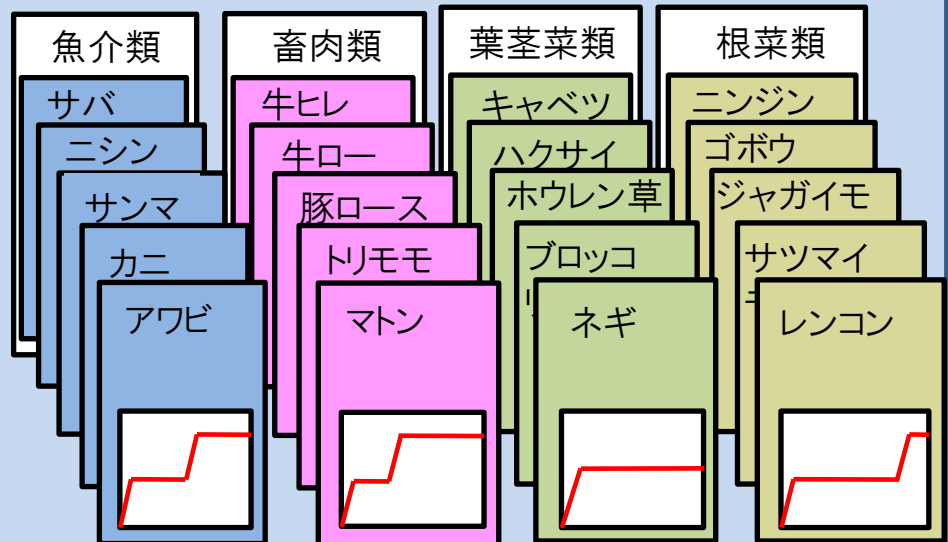 魚介類
サバ
ニシン
サンマ
カニ
アワビ
畜肉類
牛ヒレ
牛ロー
豚ロース
トリモモ
マトン
葉茎菜類
キャベツ
ハクサイ
ホウレン草
ブロッコ
ネギ
根菜類
ニンジン
ゴボウ
ジャガイモ
サツマイ
レンコン